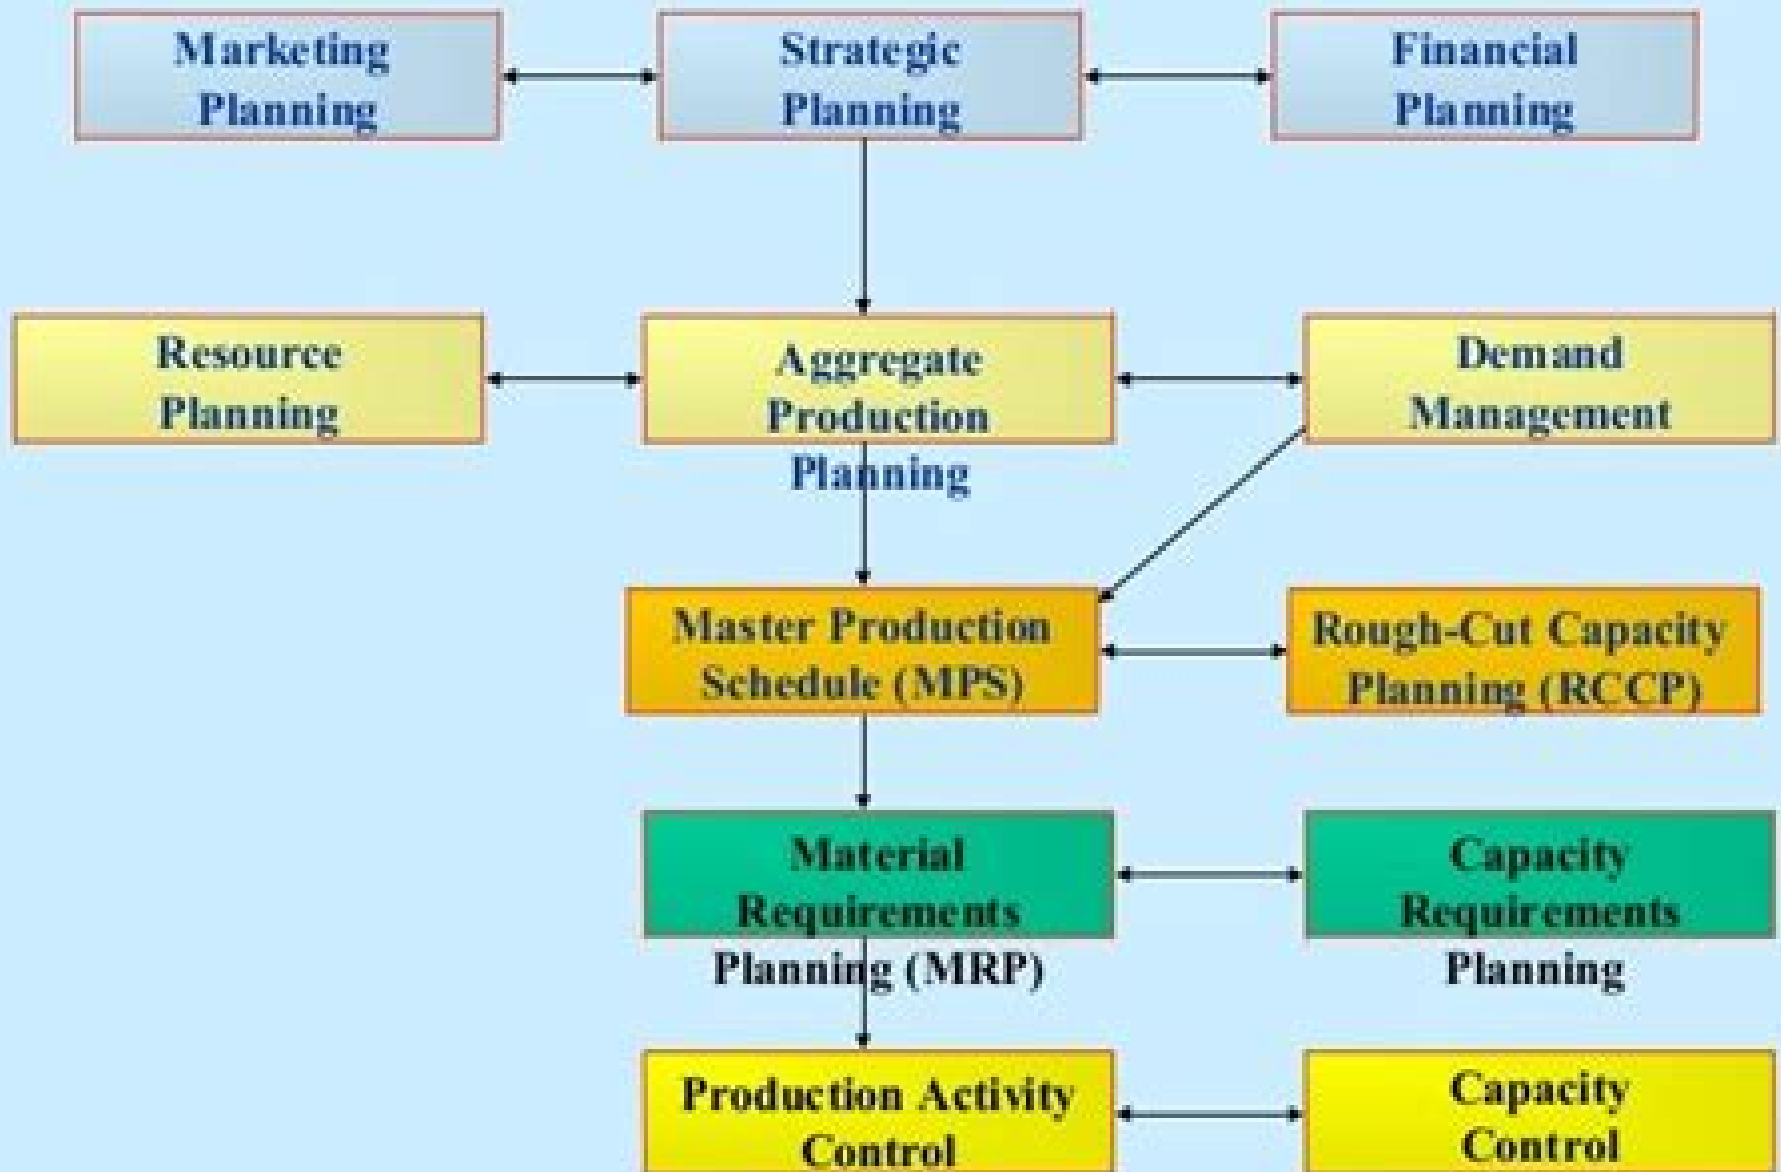 Marketing
Planning
Strategic
Planning
Financial
Planning
Resource
Planning
Aggregate
Production
Planning
Demand
Management
Master Production
Schedule (MPS)
Rough-Cut Capacity
Planning (RCCP)
Material
Requirements
Planning (MRP)
Capacity
Requirements
Planning
Production Activity
Control
Capacity
Control